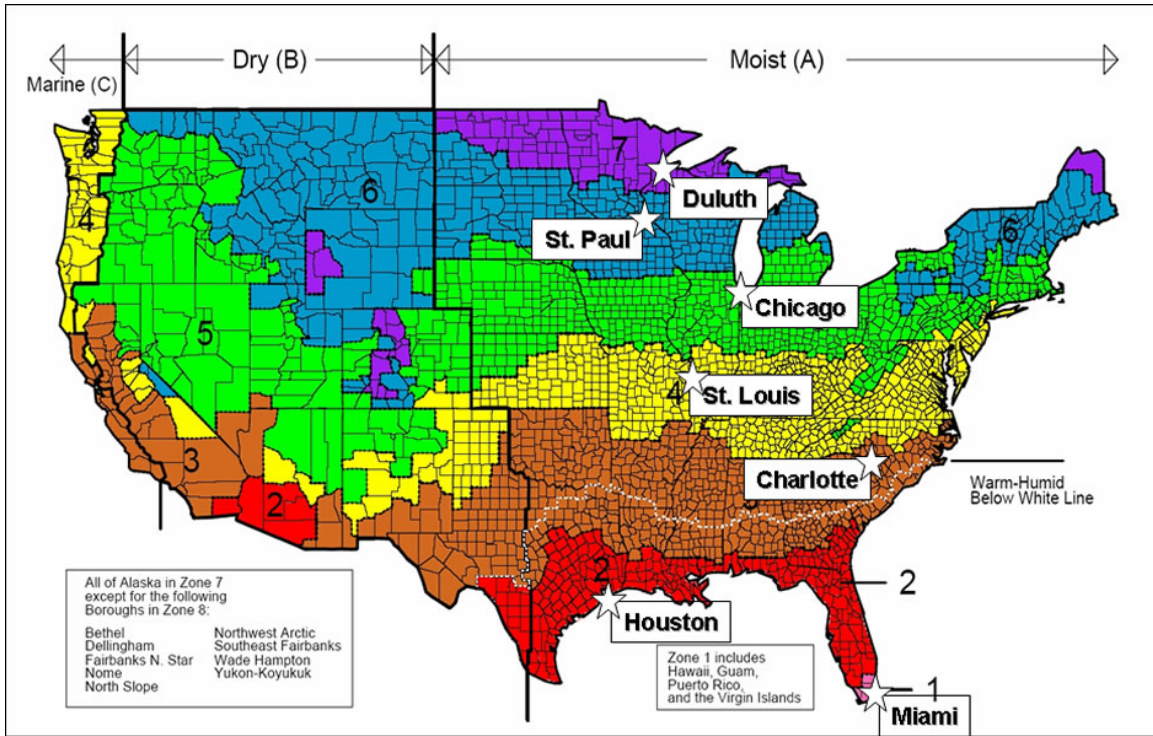 Marine (C)
Dry (B)
Moist (A)
7
6
4
Duluth
St. Paul
6
Chicago
5
4
St. Louis
3
Charlotte
Warm-Humid
Below White Line
2
2
2
Houston
All of Alaska in Zone 7
except for the following
Boroughs in Zone 8:
Bethel Northwest Arctic
Dellingham Southeast Fairbanks
Fairbanks N. Star Wade Hampton
Nome Yukon-Koyukuk
North Slope
Zone 1 includes
Hawaii, Guam,
Puerto Rico,
and the Virgin Islands
1
Miami